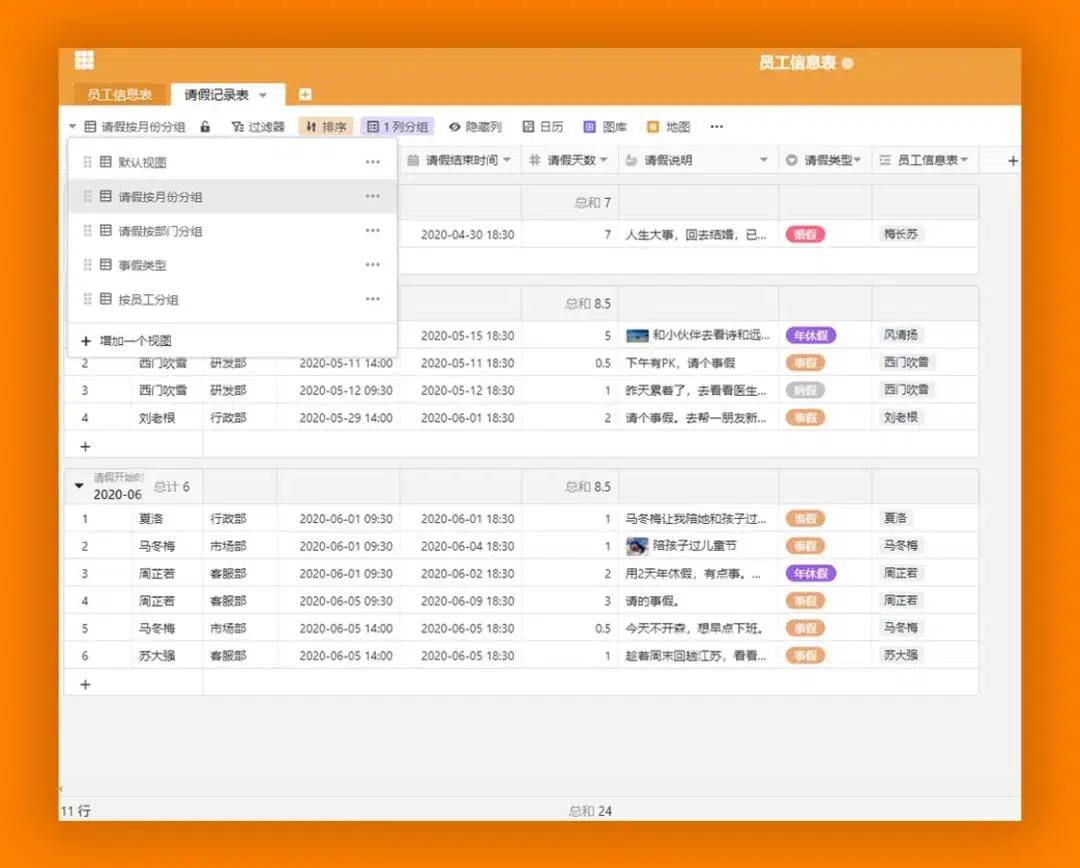 员工信息表
员工信息表 请假记录表
请假按月份分组 过滤器 排序 1 列分组 隐藏列 日历 图库 地图 ...
默认视图 ...
请假按月份分组 ...
请假按部门分组 ...
事假类型 ...
按员工分组 ...
+ 增加一个视图
请假结束时间 请假天数 请假说明 请假类型 员工信息表 +
总和 7
2020-04-30 18:30 7 人生大事，回去结婚，已... 婚假 梅长苏
总和 8.5
2020-05-15 18:30 5 和小伙伴去看诗和远... 年休假 风清扬
2 西门吹雪 研发部 2020-05-11 14:00 2020-05-11 18:30 0.5 下午有PK，请个事假 事假 西门吹雪
3 西门吹雪 研发部 2020-05-12 09:30 2020-05-12 18:30 1 昨天累着了，去看看医生... 病假 西门吹雪
4 刘老根 行政部 2020-05-29 14:00 2020-06-01 18:30 2 请个事假。去帮一朋友新... 事假 刘老根
+
请假开始时
2020-06 总计 6 总和 8.5
1 夏洛 行政部 2020-06-01 09:30 2020-06-01 18:30 1 马冬梅让我陪她和孩子过... 事假 夏洛
2 马冬梅 市场部 2020-06-01 09:30 2020-06-04 18:30 1 陪孩子过儿童节 事假 马冬梅
3 周芷若 客服部 2020-06-01 09:30 2020-06-02 18:30 2 用2天年休假，有点事。... 年休假 周芷若
4 周芷若 客服部 2020-06-05 09:30 2020-06-09 18:30 3 请的事假。 事假 周芷若
5 马冬梅 市场部 2020-06-05 14:00 2020-06-05 18:30 0.5 今天不开森，想早点下班。 事假 马冬梅
6 苏大强 客服部 2020-06-05 14:00 2020-06-05 18:30 1 趁着周末回趟江苏，看看... 事假 苏大强
+
11 行 总和 24